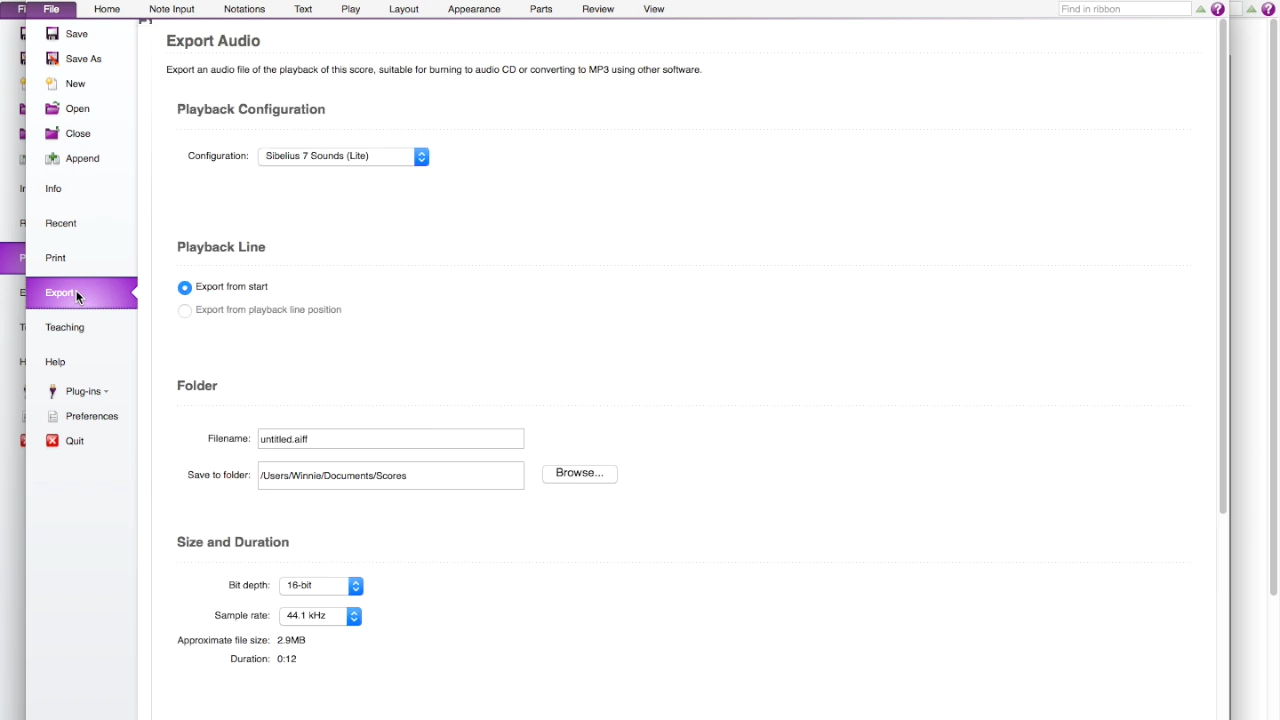 File Home Note Input Notations Text Play Layout Appearance Parts Review View Find in ribbon
Save
Save As
New
Open
Close
Append
Info
Recent
Print
Export
Teaching
Help
Plug-ins
Preferences
Quit
Export Audio
Export an audio file of the playback of this score, suitable for burning to audio CD or converting to MP3 using other software.
Playback Configuration
Configuration: Sibelius 7 Sounds (Lite)
Playback Line
Export from start
Export from playback line position
Folder
Filename: untitled.aiff
Save to folder: /Users/Winnie/Documents/Scores Browse...
Size and Duration
Bit depth: 16-bit
Sample rate: 44.1 kHz
Approximate file size: 2.9MB
Duration: 0:12